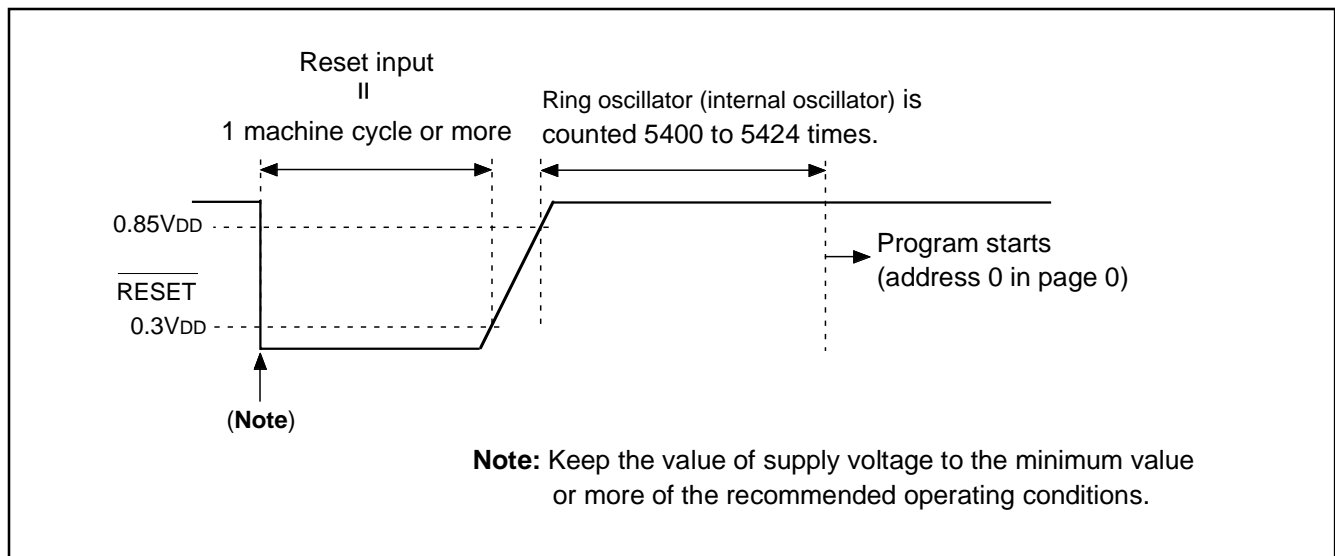 Reset input
=
1 machine cycle or more
Ring oscillator (internal oscillator) is
counted 5400 to 5424 times.
0.85VDD
RESET
0.3VDD
Program starts
(address 0 in page 0)
(Note)
Note: Keep the value of supply voltage to the minimum value
or more of the recommended operating conditions.